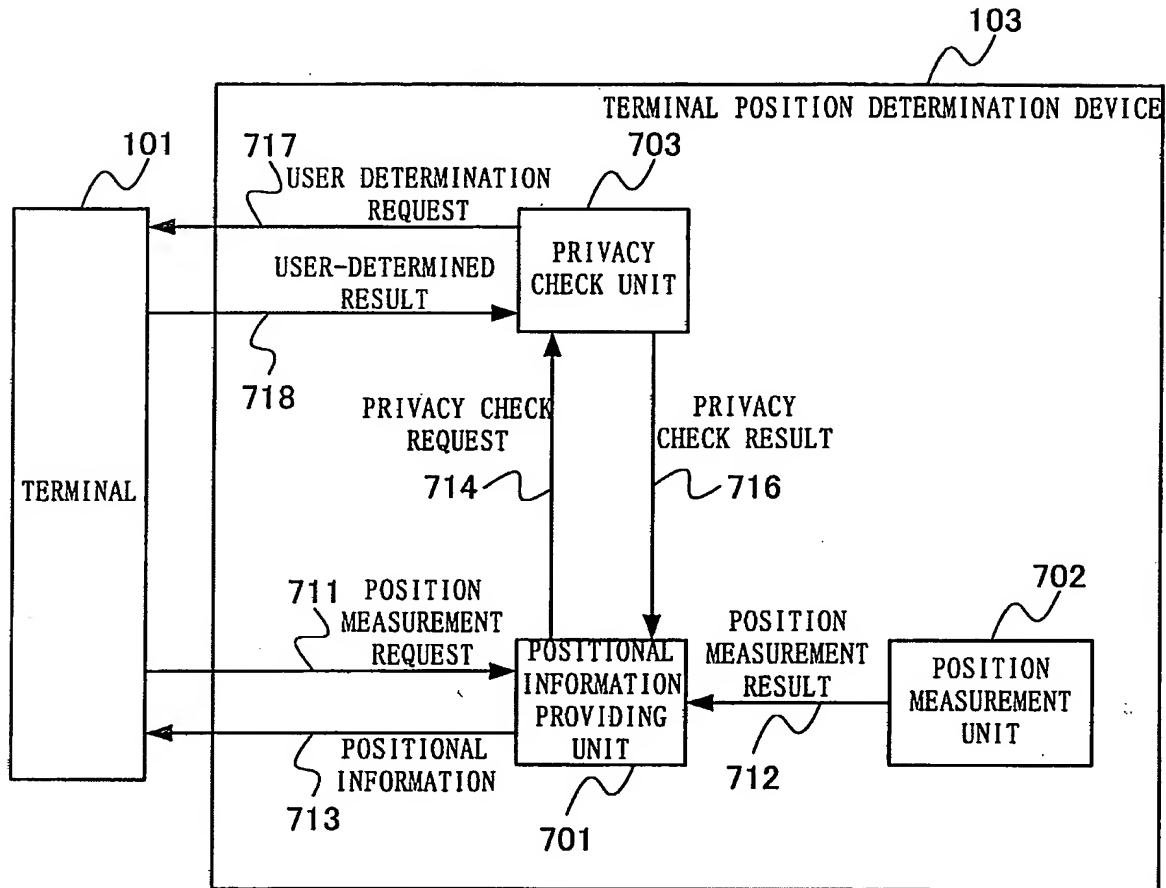 103
TERMINAL POSITION DETERMINATION DEVICE
101
717
703
USER DETERMINATION
REQUEST
PRIVACY
CHECK UNIT
USER-DETERMINED
RESULT
718
PRIVACY CHECK
REQUEST
714
PRIVACY
CHECK RESULT
716
TERMINAL
711
POSITION
MEASUREMENT
REQUEST
POSITIONAL
INFORMATION
PROVIDING
UNIT
POSITION
MEASUREMENT
RESULT
702
POSITION
MEASUREMENT
UNIT
POSITIONAL
INFORMATION
713
701
712